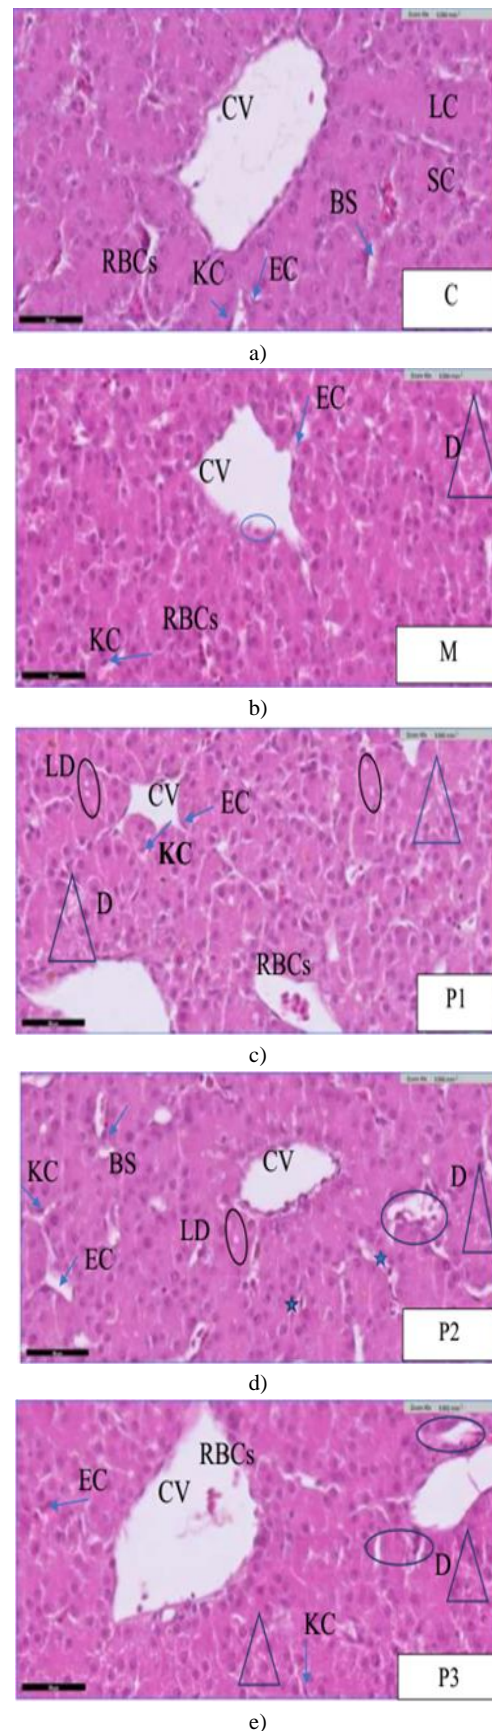 CV
LC
SC
BS
RBCs
KC
EC
C
a)
EC
D
CV
RBCs
KC
M
b)
LD
CV
EC
KC
D
RBCs
P1
c)
BS
CV
KC
D
LD
EC
P2
d)
RBCs
EC
CV
D
KC
P3
e)